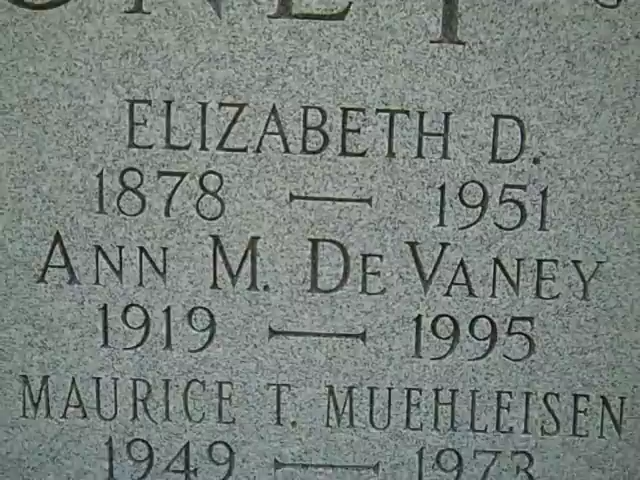 ELIZABETH D.
1878 — 1951
ANN M. DE VANEY
1919 — 1995
MAURICE T. MUEHLEISEN
1949 — 1973